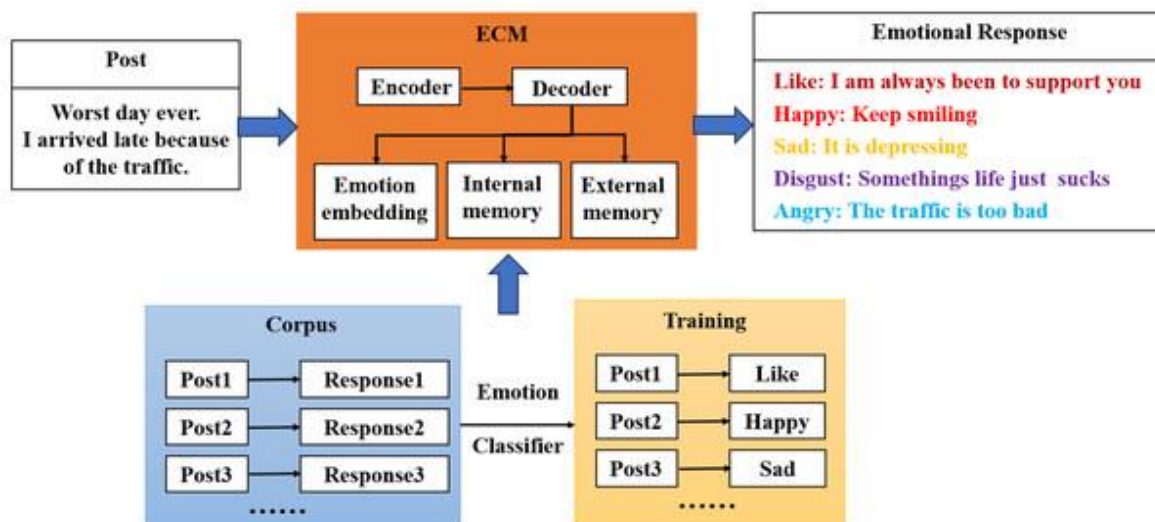 Post
Worst day ever.
I arrived late because
of the traffic.
ECM
Encoder
Decoder
Emotion
embedding
Internal
memory
External
memory
Emotional Response
Like: I am always been to support you
Happy: Keep smiling
Sad: It is depressing
Disgust: Somethings life just sucks
Angry: The traffic is too bad
Corpus
Post1
Response1
Post2
Response2
Post3
Response3
......
Emotion
Classifier
Training
Post1
Like
Post2
Happy
Post3
Sad
......